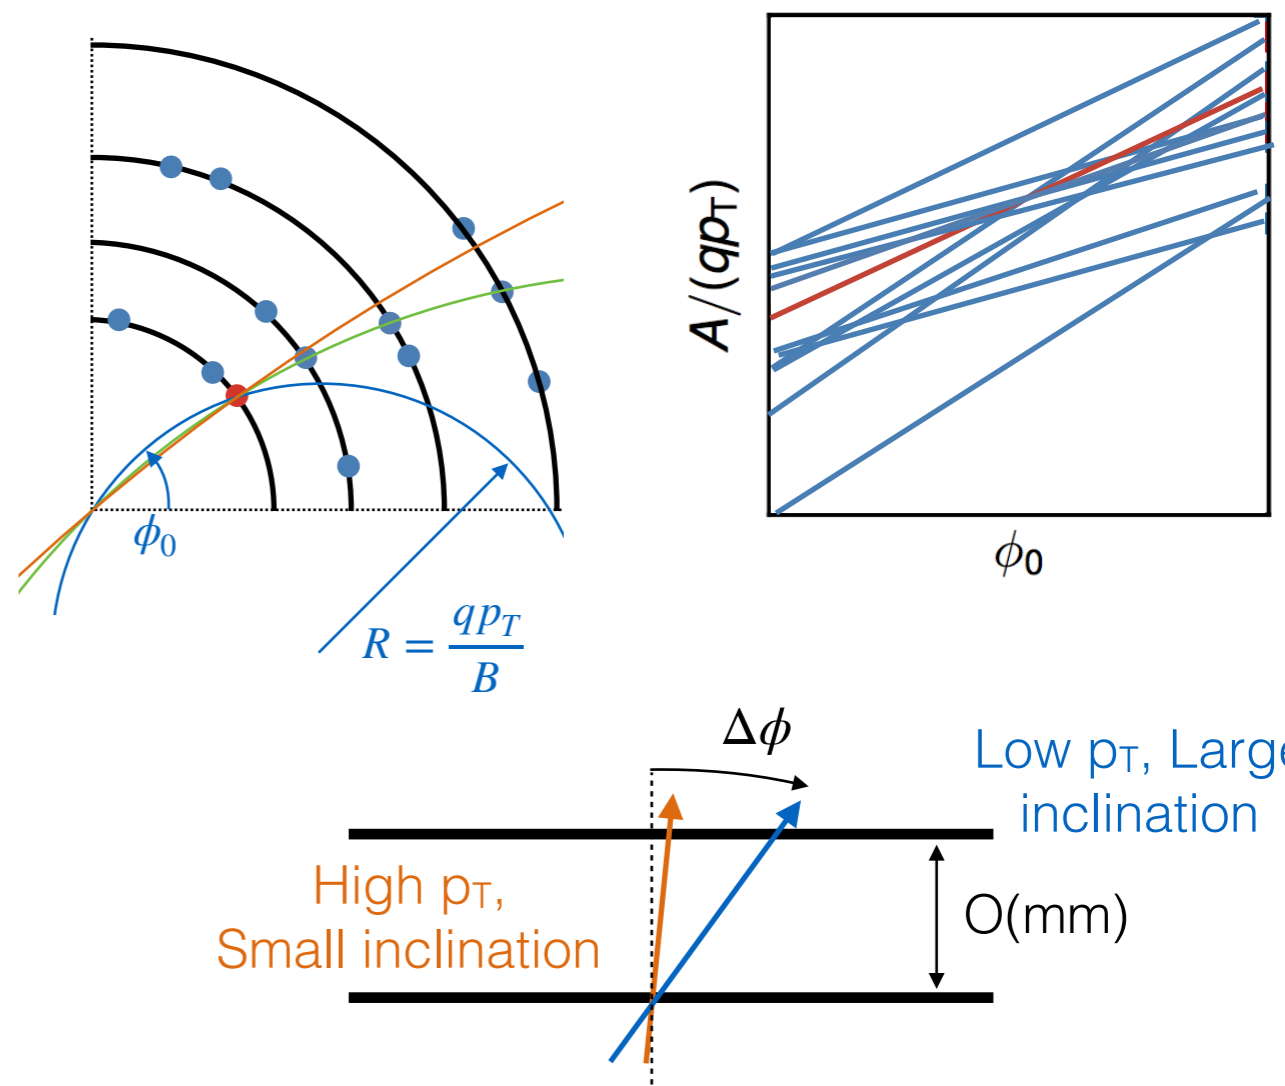 A/(qpT)
ϕ0
ϕ0
R = qpT/B
Δϕ
Low pT, Large
inclination
High pT,
Small inclination
O(mm)